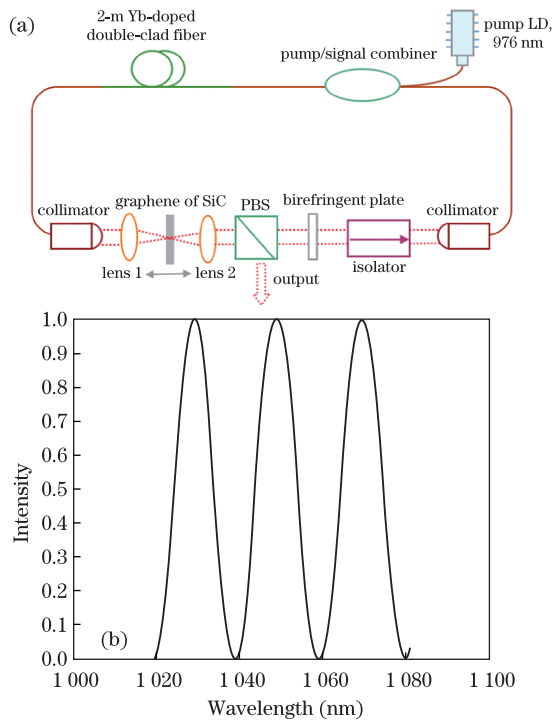 (a)
2-m Yb-doped
double-clad fiber
pump/signal combiner
pump LD,
976 nm
collimator
graphene of SiC
PBS
birefringent plate
collimator
lens 1
lens 2
output
isolator
1.0
0.9
0.8
0.7
0.6
0.5
0.4
0.3
0.2
0.1
0.0
Intensity
(b)
1 000
1 020
1 040
1 060
1 080
1 100
Wavelength (nm)